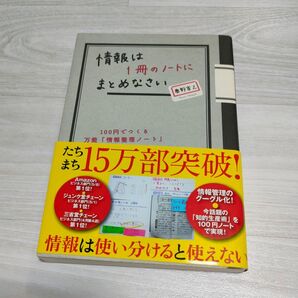 情報は
1冊のノートに
まとめなさい
奥野宣之
100円でつくる
万能「情報管理ノート」
たちまち15万部突破!
Amazon
第1位!
ジュンク堂チェーン
第1位!
三省堂チェーン
第1位!
情報管理の
グーグル化!
今話題の
「知的生産術」を
100円ノート
で実現!
情報は使い分けると使えない